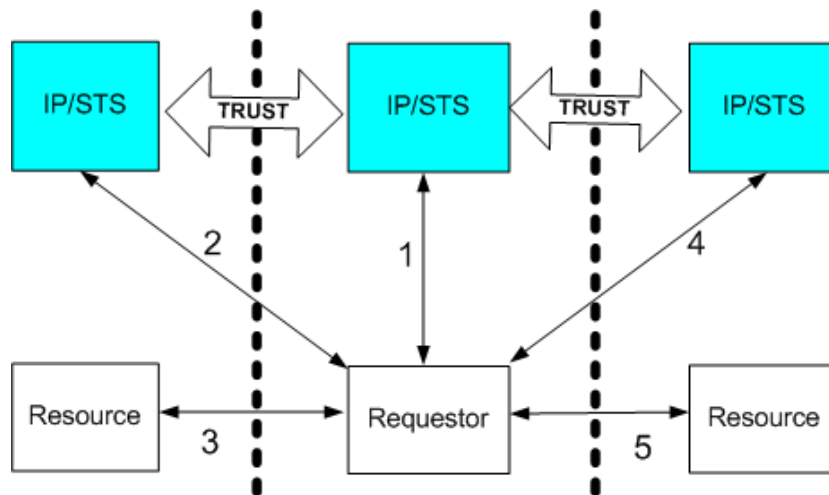 IP/STS
TRUST
IP/STS
TRUST
IP/STS
2
1
4
Resource
3
Requestor
5
Resource